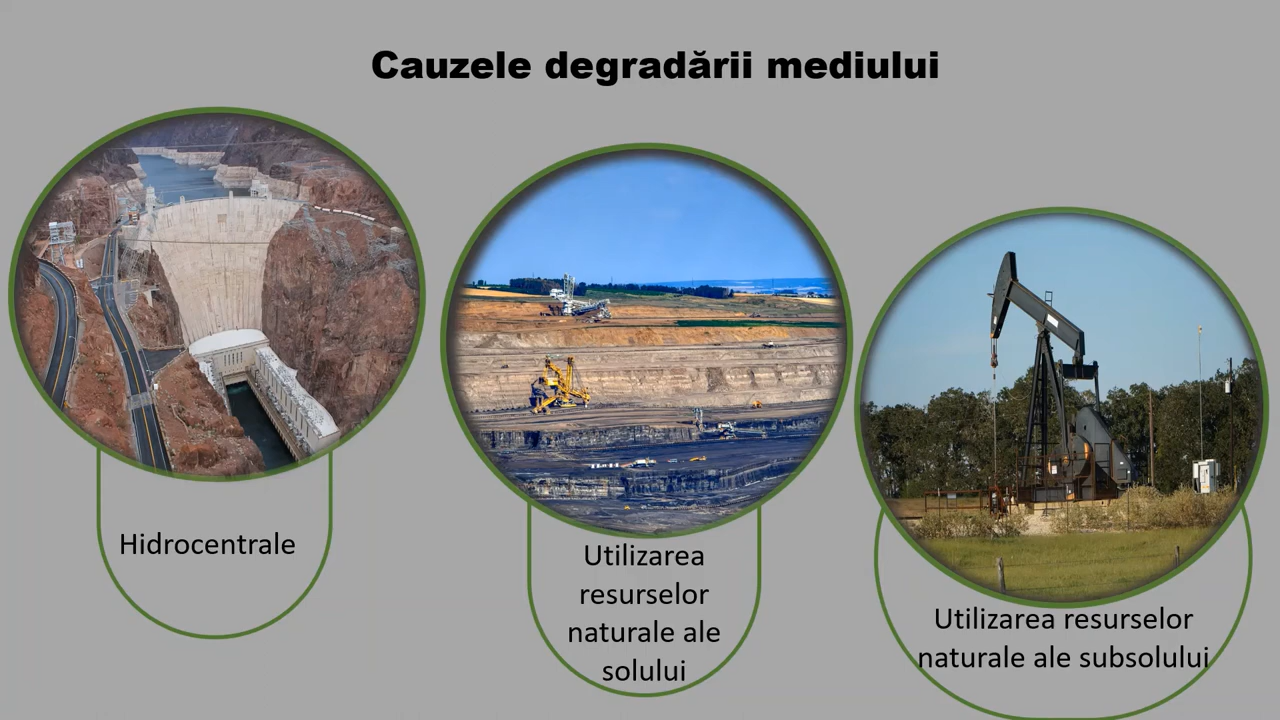 Cauzele degradării mediului
Hidrocentrale
Utilizarea
resurselor
naturale ale
solului
Utilizarea resurselor
naturale ale subsolului